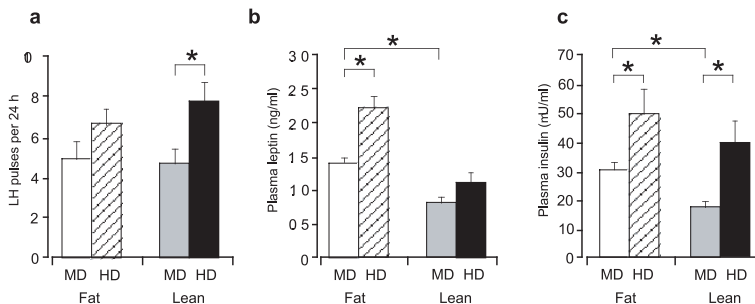 a
LH pulses per 24 h
10
8
6
4
2
0
*
MD HD MD HD
Fat Lean
b
Plasma leptin (ng/ml)
3 0
2 5
2 0
1 5
1 0
0 5
0
*
*
MD HD MD HD
Fat Lean
c
Plasma insulin (mU/ml)
70
60
50
40
30
20
10
0
*
*
*
MD HD MD HD
Fat Lean